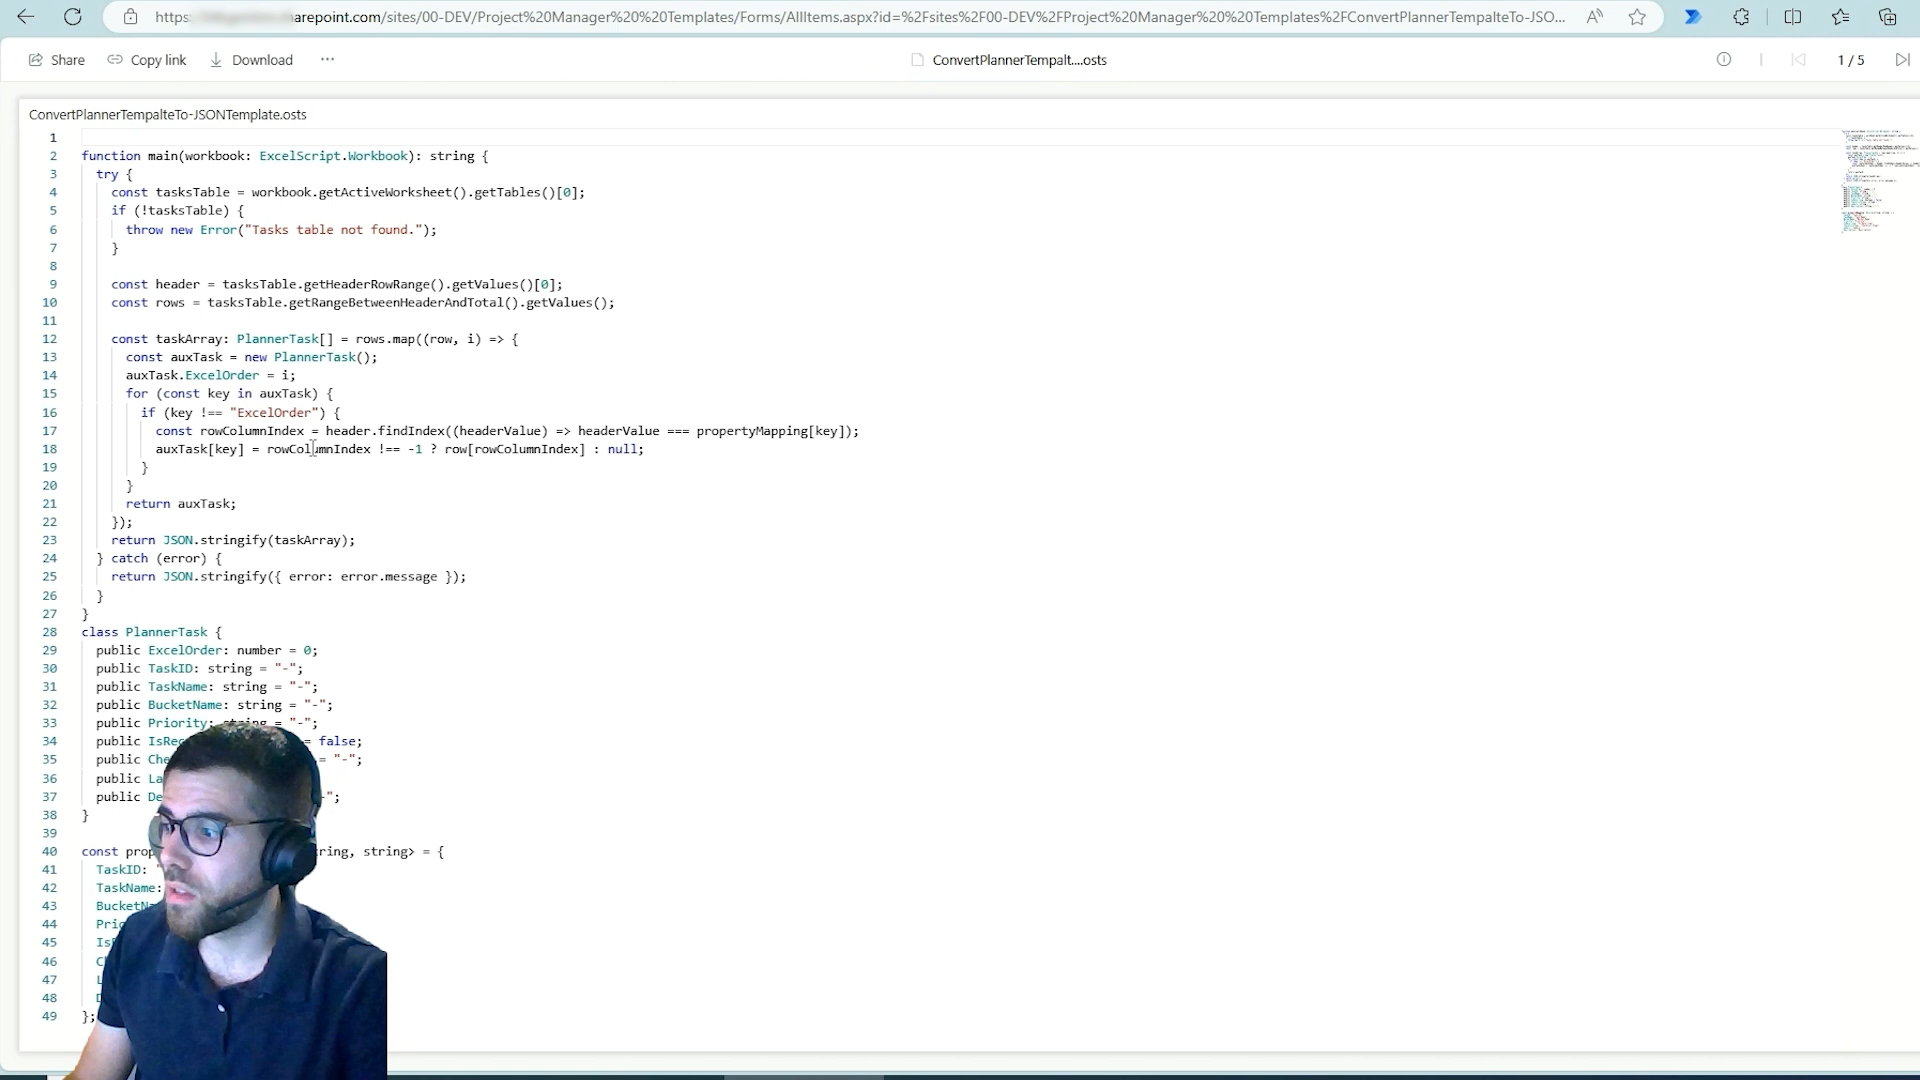 sharepoint.com/sites/00-DEV/Project%20Manager%20%20Templates/Forms/AllItems.aspx?id=%2Fsites%2F00-DEV%2FProject%20Manager%20%20Templates%2FConvertPlannerTempalteTo-JSO...
Share Copy link Download ConvertPlannerTempalt....osts 1 / 5
ConvertPlannerTempalteTo-JSONTemplate.osts
1
2 function main(workbook: ExcelScript.Workbook): string {
3 try {
4 const tasksTable = workbook.getActiveWorksheet().getTables()[0];
5 if (!tasksTable) {
6 throw new Error("Tasks table not found.");
7 }
8
9 const header = tasksTable.getHeaderRowRange().getValues()[0];
10 const rows = tasksTable.getRangeBetweenHeaderAndTotal().getValues();
11
12 const taskArray: PlannerTask[] = rows.map((row, i) => {
13 const auxTask = new PlannerTask();
14 auxTask.ExcelOrder = i;
15 for (const key in auxTask) {
16 if (key !== "ExcelOrder") {
17 const rowColumnIndex = header.findIndex((headerValue) => headerValue === propertyMapping[key]);
18 auxTask[key] = rowColumnIndex !== -1 ? row[rowColumnIndex] : null;
19 }
20 }
21 return auxTask;
22 });
23 return JSON.stringify(taskArray);
24 } catch (error) {
25 return JSON.stringify({ error: error.message });
26 }
27 }
28 class PlannerTask {
29 public ExcelOrder: number = 0;
30 public TaskID: string = "-";
31 public TaskName: string = "-";
32 public BucketName: string = "-";
33 public Priority: string = "-";
34 public IsRec = false;
35 public Che = "-";
36 public La
37 public De -";
38 }
39
40 const prop ring, string> = {
41 TaskID: "
42 TaskName:
43 BucketNa
44 Prio
45 IsR
46 Ch
47 L
48 D
49 };